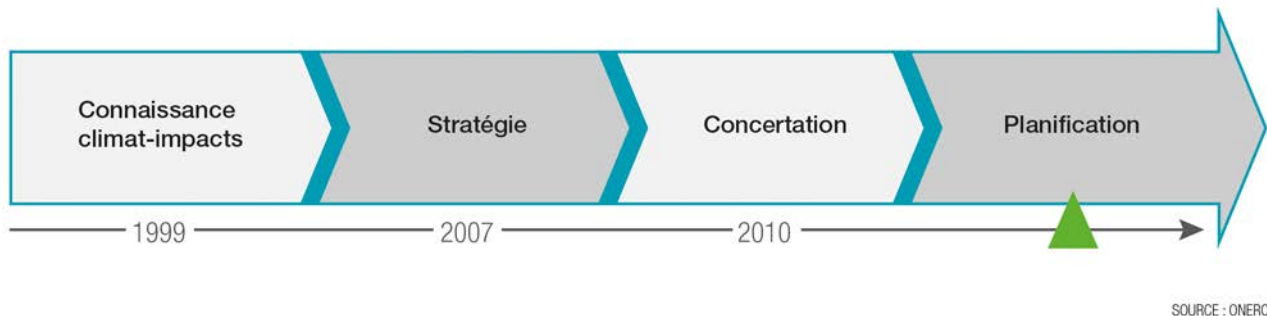 Connaissance
climat-impacts
Stratégie
Concertation
Planification
1999
2007
2010
SOURCE : ONERC